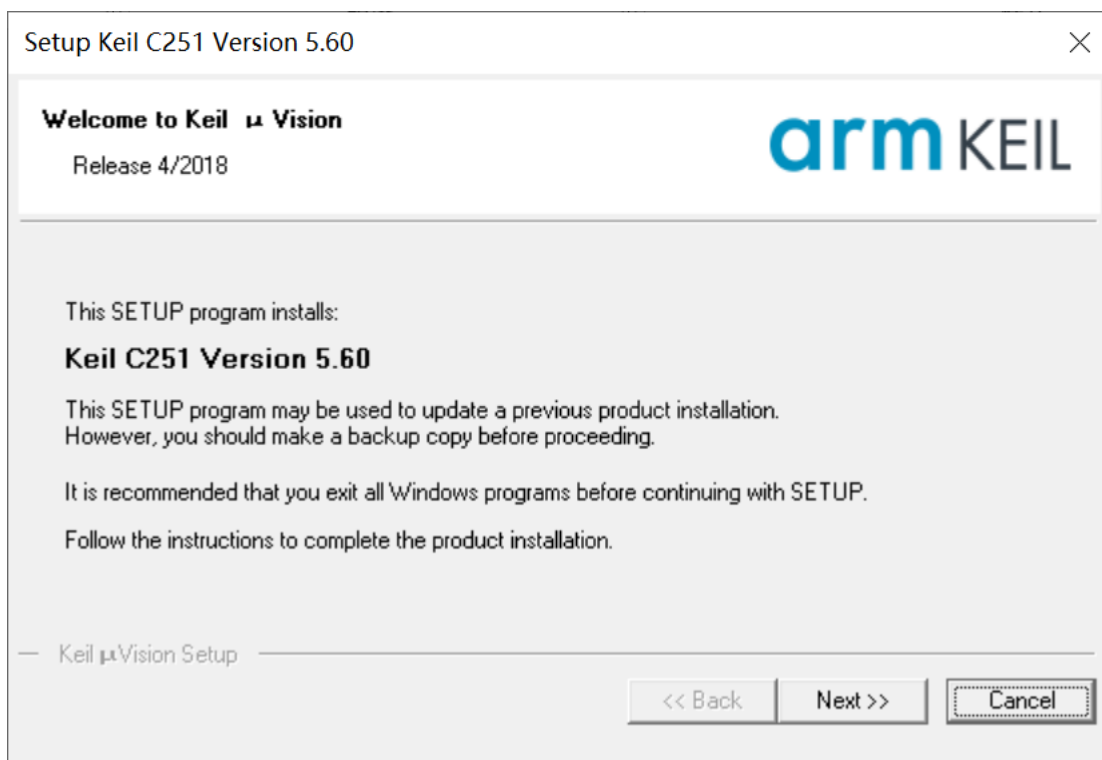 Setup Keil C251 Version 5.60
Welcome to Keil μ Vision
Release 4/2018
arm KEIL
This SETUP program installs:
Keil C251 Version 5.60
This SETUP program may be used to update a previous product installation.
However, you should make a backup copy before proceeding.
It is recommended that you exit all Windows programs before continuing with SETUP.
Follow the instructions to complete the product installation.
Keil μVision Setup
<< Back
Next >>
Cancel